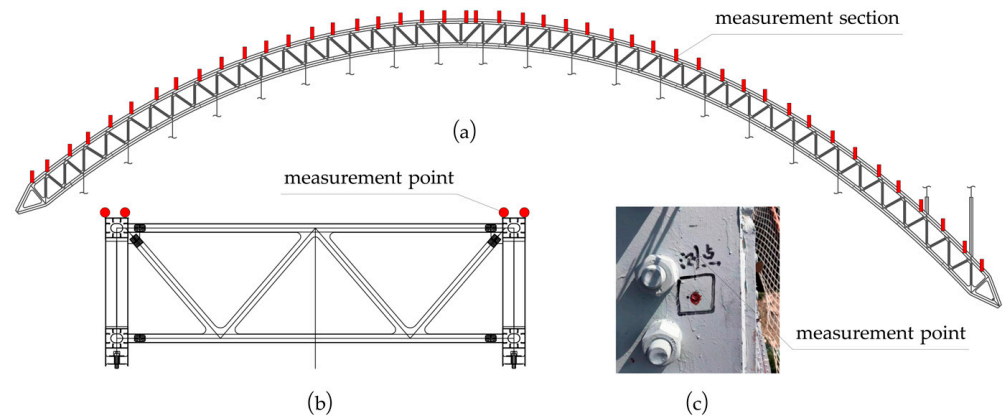 measurement section
(a)
measurement point
测点
measurement point
(b)
(c)